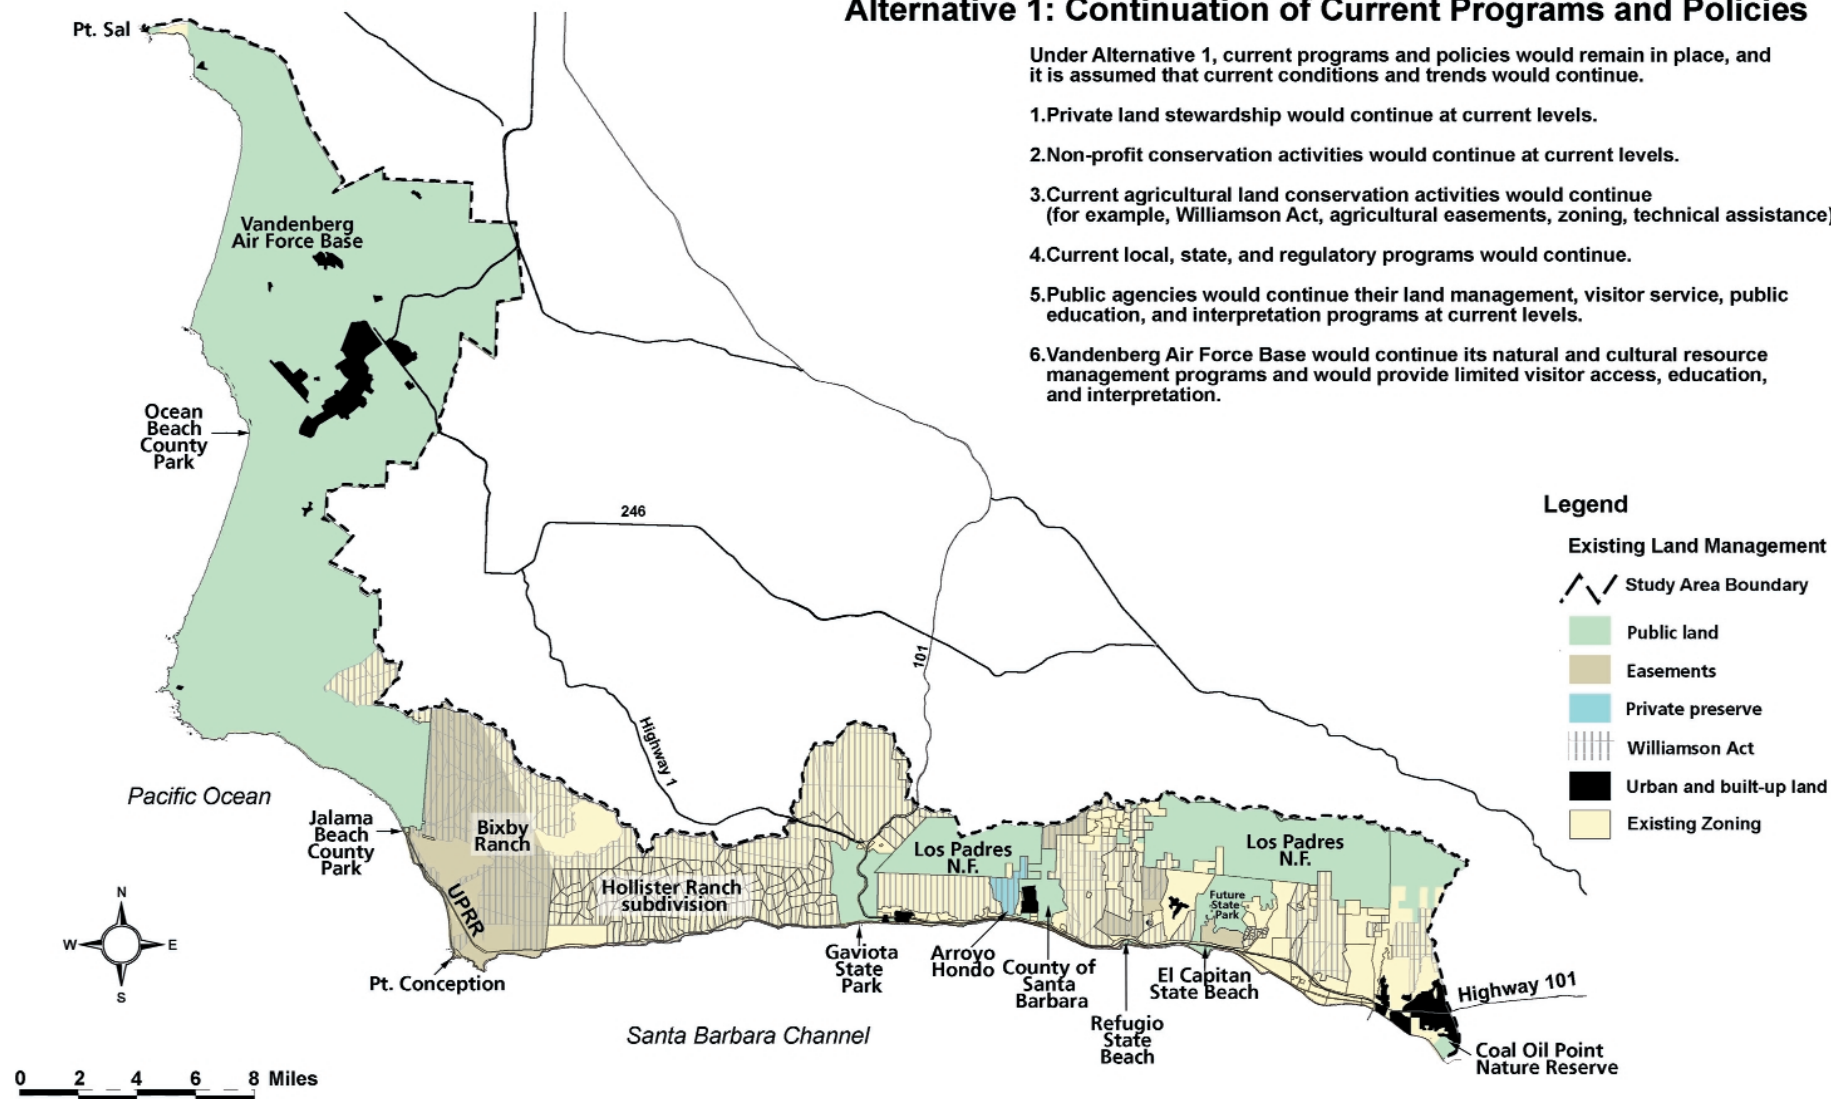 Alternative 1: Continuation of Current Programs and Policies
Under Alternative 1, current programs and policies would remain in place, and
it is assumed that current conditions and trends would continue.
1.Private land stewardship would continue at current levels.
2.Non-profit conservation activities would continue at current levels.
3.Current agricultural land conservation activities would continue
(for example, Williamson Act, agricultural easements, zoning, technical assistance)
4.Current local, state, and regulatory programs would continue.
5.Public agencies would continue their land management, visitor service, public
education, and interpretation programs at current levels.
6.Vandenberg Air Force Base would continue its natural and cultural resource
management programs and would provide limited visitor access, education,
and interpretation.
Pt. Sal
Vandenberg
Air Force Base
Ocean
Beach
County
Park
246
101
Highway 1
Pacific Ocean
Jalama
Beach
County
Park
Bixby
Ranch
UPRR
Hollister Ranch
subdivision
Los Padres
N.F.
Los Padres
N.F.
Future
State
Park
Pt. Conception
Gaviota
State
Park
Arroyo
Hondo
County of
Santa
Barbara
Refugio
State
Beach
El Capitan
State Beach
Highway 101
Coal Oil Point
Nature Reserve
Santa Barbara Channel
N
W
E
S
0 2 4 6 8 Miles
Legend
Existing Land Management
Study Area Boundary
Public land
Easements
Private preserve
Williamson Act
Urban and built-up land
Existing Zoning